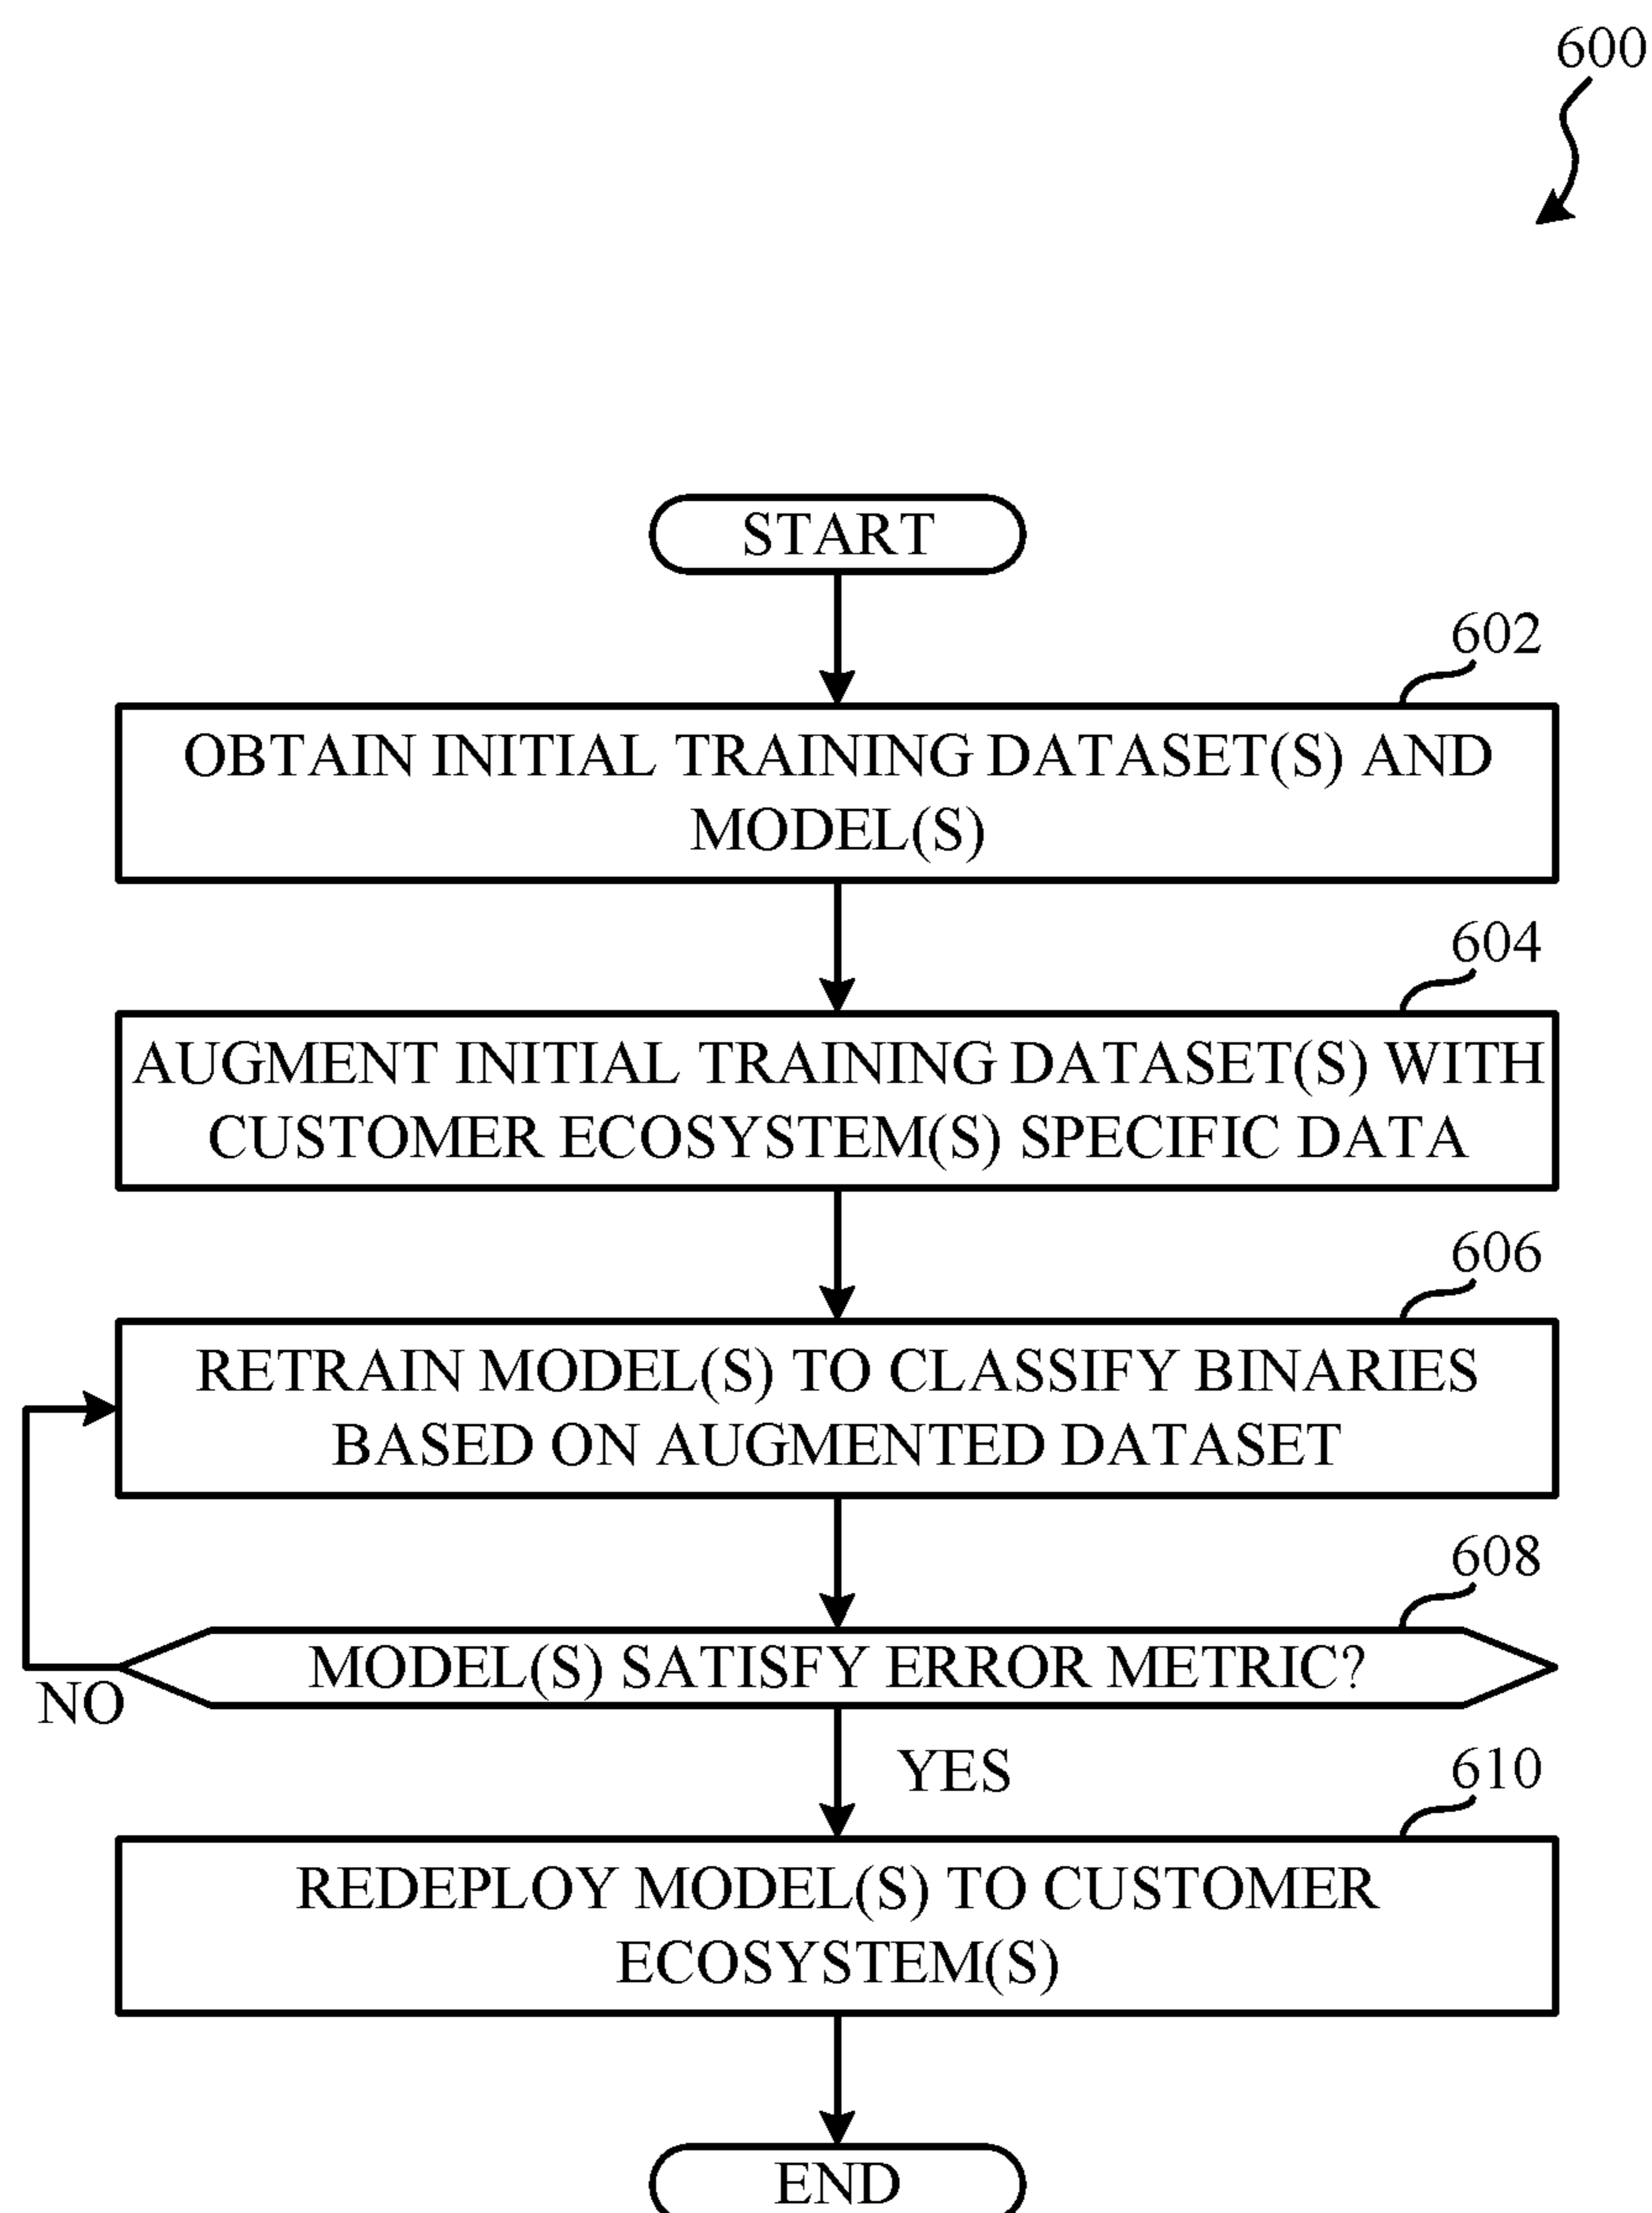 600
START
602
OBTAIN INITIAL TRAINING DATASET(S) AND
MODEL(S)
604
AUGMENT INITIAL TRAINING DATASET(S) WITH
CUSTOMER ECOSYSTEM(S) SPECIFIC DATA
606
RETRAIN MODEL(S) TO CLASSIFY BINARIES
BASED ON AUGMENTED DATASET
608
MODEL(S) SATISFY ERROR METRIC?
NO
YES
610
REDEPLOY MODEL(S) TO CUSTOMER
ECOSYSTEM(S)
END